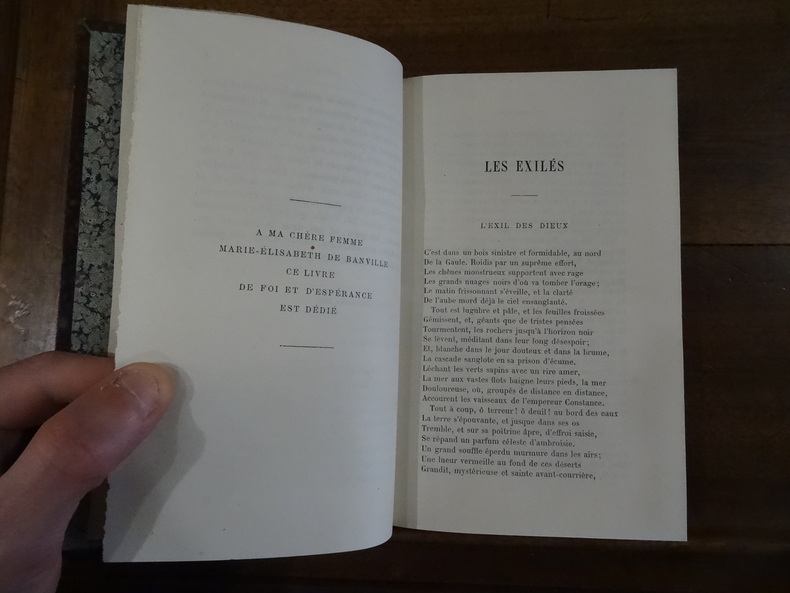 A MA CHÈRE FEMME
MARIE-ÉLISABETH DE BANVILLE
CE LIVRE
DE FOI ET D'ESPÉRANCE
EST DÉDIÉ
LES EXILÉS
L'EXIL DES DIEUX
C'est dans un bois sinistre et formidable, au nord
De la Gaule. Roidis par un suprême effort,
Les chênes monstrueux supportent avec rage
Les grands nuages noirs d'où va tomber l'orage;
Le matin frissonnant s'éveille, et la clarté
De l'aube mord déjà le ciel ensanglanté.
Tout est lugubre et pâle, et les feuilles froissées
Gémissent, et, géants que de tristes pensées
Tourmentent, les rochers jusqu'à l'horizon noir
Se lèvent, méditant dans leur long désespoir;
Et, blanche dans le jour douteux et dans la brume,
La cascade sanglote en sa prison d'écume.
Léchant les verts sapins avec un rire amer,
La mer aux vastes flots baigne leurs pieds, la mer
Douloureuse, où, groupés de distance en distance,
Accourent les vaisseaux de l'empereur Constance.
Tout à coup, ô terreur! ô deuil! au bord des eaux
La terre s'épouvante, et jusque dans ses os
Tremble, et sur sa poitrine âpre, d'effroi saisie,
Se répand un parfum céleste d'ambroisie.
Un grand souffle éperdu murmure dans les airs;
Une lueur vermeille au fond de ces déserts
Grandit, mystérieuse et sainte avant-courrière,